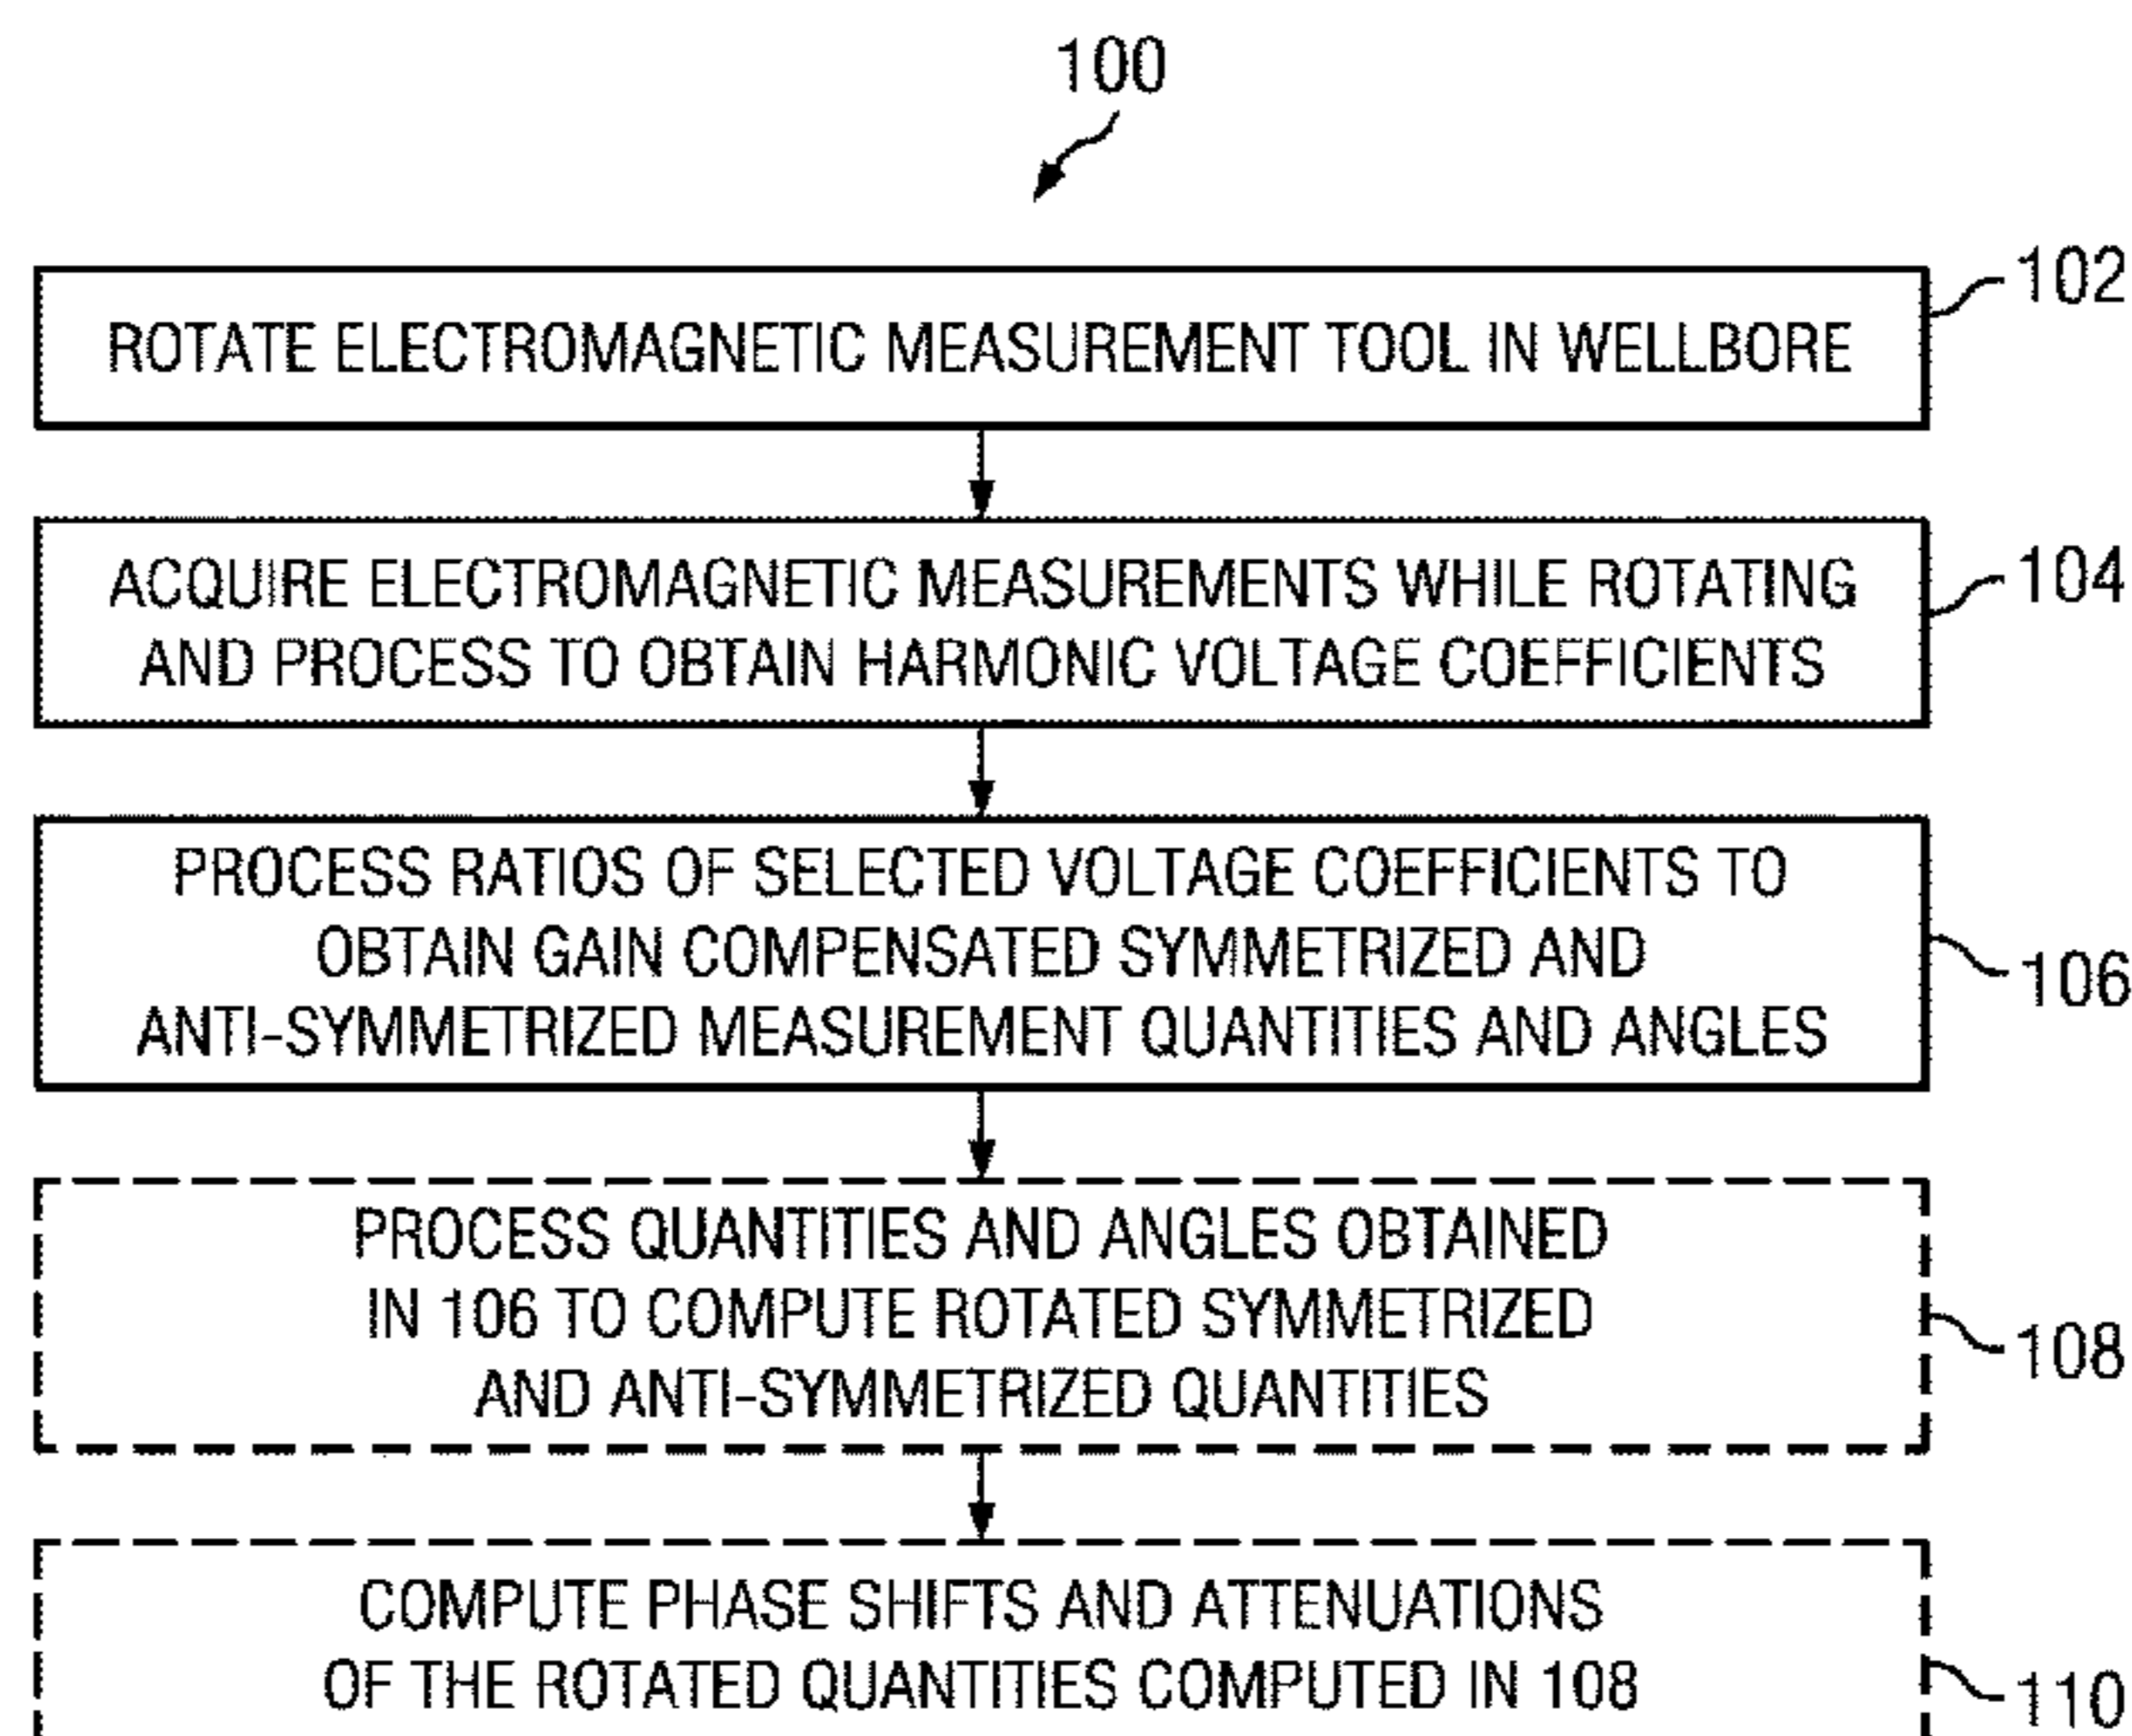 100
ROTATE ELECTROMAGNETIC MEASUREMENT TOOL IN WELLBORE
102
ACQUIRE ELECTROMAGNETIC MEASUREMENTS WHILE ROTATING
AND PROCESS TO OBTAIN HARMONIC VOLTAGE COEFFICIENTS
104
PROCESS RATIOS OF SELECTED VOLTAGE COEFFICIENTS TO
OBTAIN GAIN COMPENSATED SYMMETRIZED AND
ANTI-SYMMETRIZED MEASUREMENT QUANTITIES AND ANGLES
106
PROCESS QUANTITIES AND ANGLES OBTAINED
IN 106 TO COMPUTE ROTATED SYMMETRIZED
AND ANTI-SYMMETRIZED QUANTITIES
108
COMPUTE PHASE SHIFTS AND ATTENUATIONS
OF THE ROTATED QUANTITIES COMPUTED IN 108
110